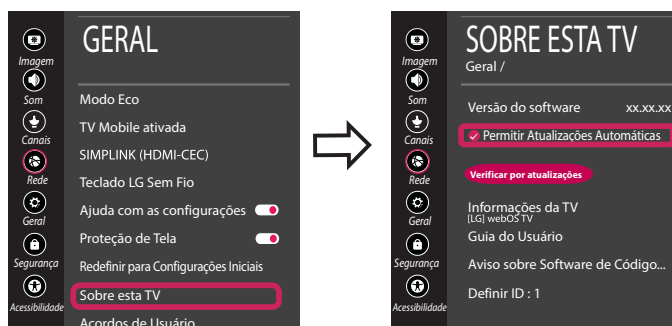 GERAL
Imagem
Som
Canais
Rede
Geral
Segurança
Acessibilidade
Modo Eco
TV Mobile ativada
SIMPLINK (HDMI-CEC)
Teclado LG Sem Fio
Ajuda com as configurações
Proteção de Tela
Redefinir para Configurações Iniciais
Sobre esta TV
Acordos de Usuário
SOBRE ESTA TV
Geral /
Imagem
Som
Canais
Rede
Geral
Segurança
Acessibilidade
Versão do software xx.xx.xx
Permitir Atualizações Automáticas
Verificar por atualizações
Informações da TV
[LG] webOS TV
Guia do Usuário
Aviso sobre Software de Código...
Definir ID : 1